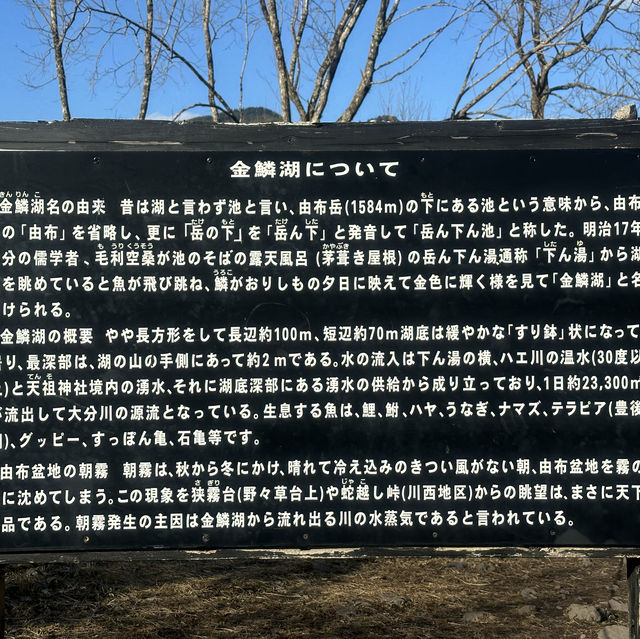 金鱗湖について
金鱗湖名の由来　昔は湖と言わず池と言い、由布岳(1584m)の下にある池という意味から、由布
の「由布」を省略し、更に「岳の下」を「岳ん下」と発音して「岳ん下ん池」と称した。明治17年
分の儒学者、毛利空桑が池のそばの露天風呂（茅葺き屋根）の岳ん下ん湯通称「下ん湯」から湖
を眺めていると魚が飛び跳ね、鱗がおりしもの夕日に映えて金色に輝く様を見て「金鱗湖」と名
けられる。
金鱗湖の概要　やや長方形をして長辺約100m、短辺約70m湖底は緩やかな「すり鉢」状になって
り、最深部は、湖の山の手側にあって約2mである。水の流入は下ん湯の横、ハエ川の温水(30度以
)と天祖神社境内の湧水、それに湖底深部にある湧水の供給から成り立っており、1日約23,300m
流出して大分川の源流となっている。生息する魚は、鯉、鮒、ハヤ、うなぎ、ナマズ、テラピア(豊後
)、グッピー、すっぽん亀、石亀等です。
由布盆地の朝霧　朝霧は、秋から冬にかけ、晴れて冷え込みのきつい風がない朝、由布盆地を霧の
に沈めてしまう。この現象を狭霧台(野々草台上)や蛇越し峠(川西地区)からの眺望は、まさに天下
品である。朝霧発生の主因は金鱗湖から流れ出る川の水蒸気であると言われている。